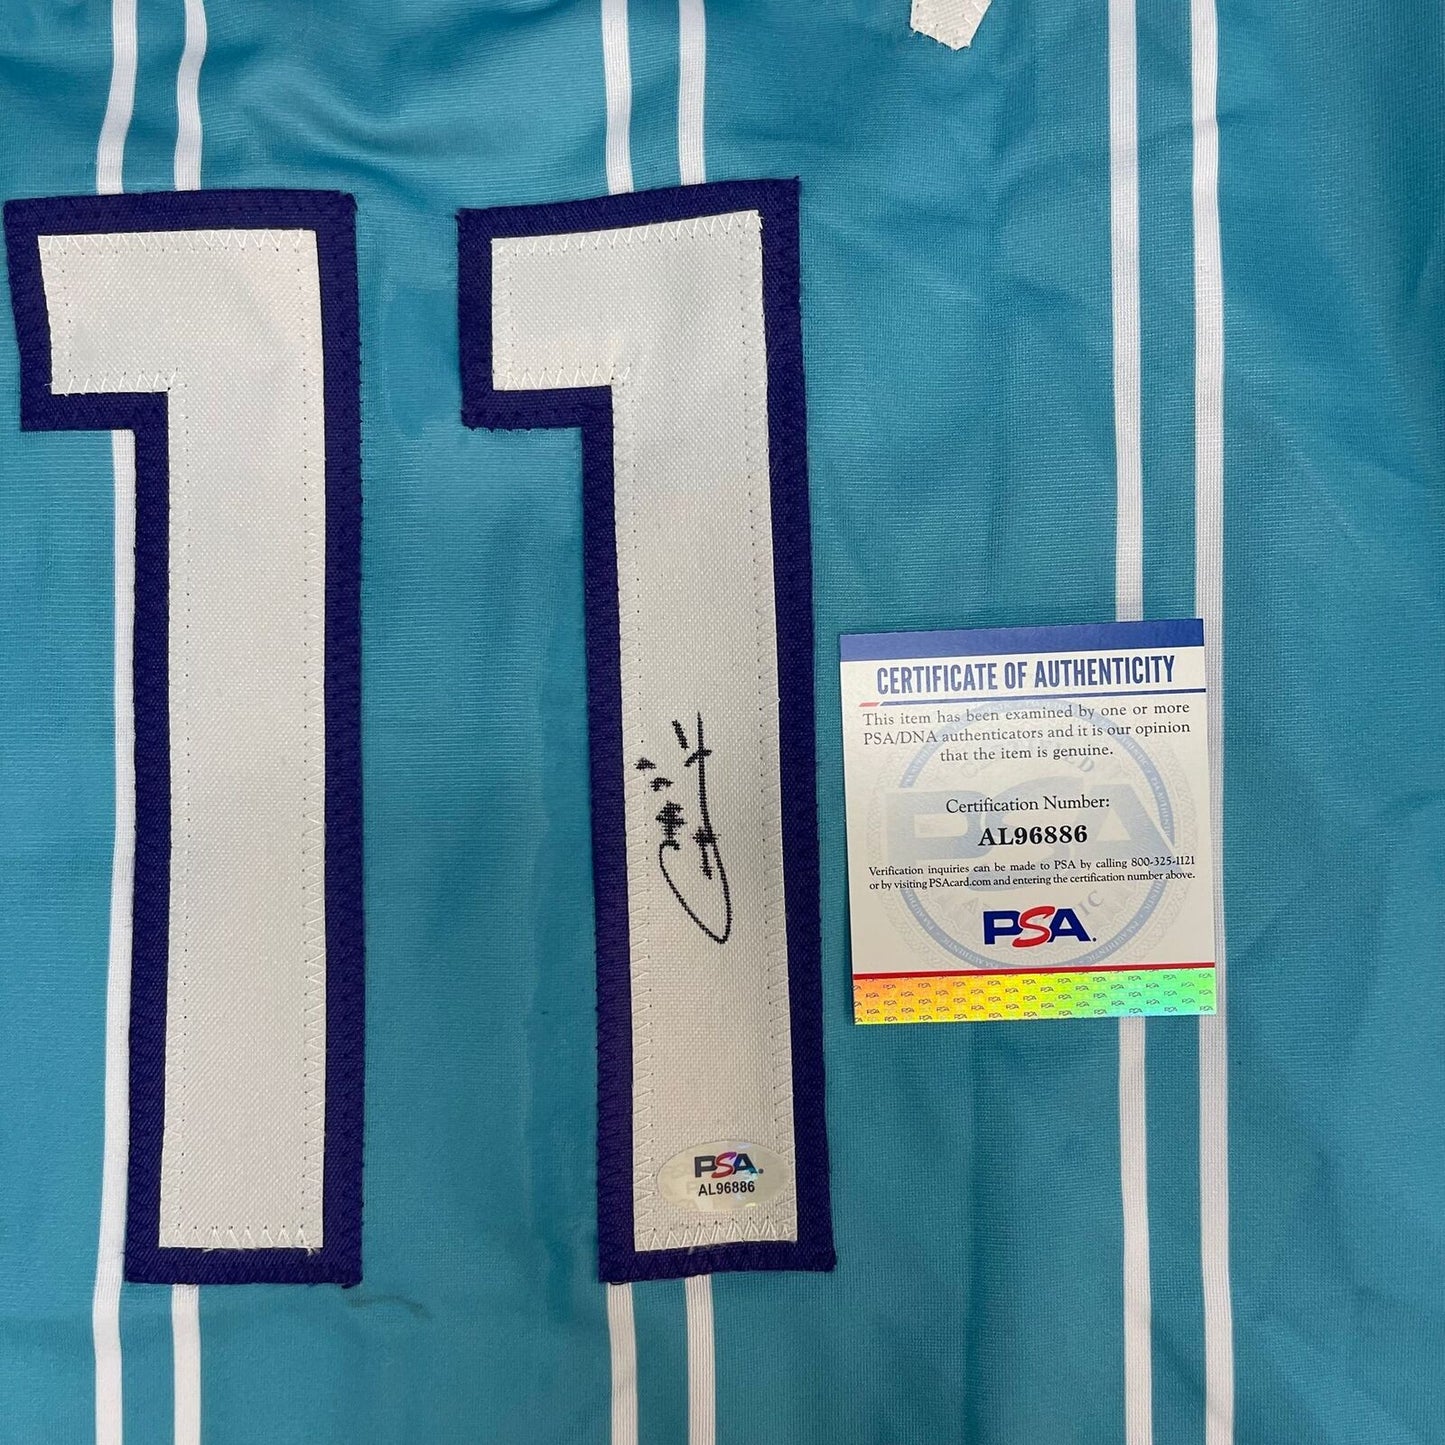 11
CERTIFICATE OF AUTHENTICITY
This item has been examined by one or more
PSA/DNA authenticators and it is our opinion
that the item is genuine.
Certification Number:
AL96886
Verification inquiries can be made to PSA by calling 800-325-1121
or by visiting PSAcard.com and entering the certification number above.
PSA.
PSA.
AL96886